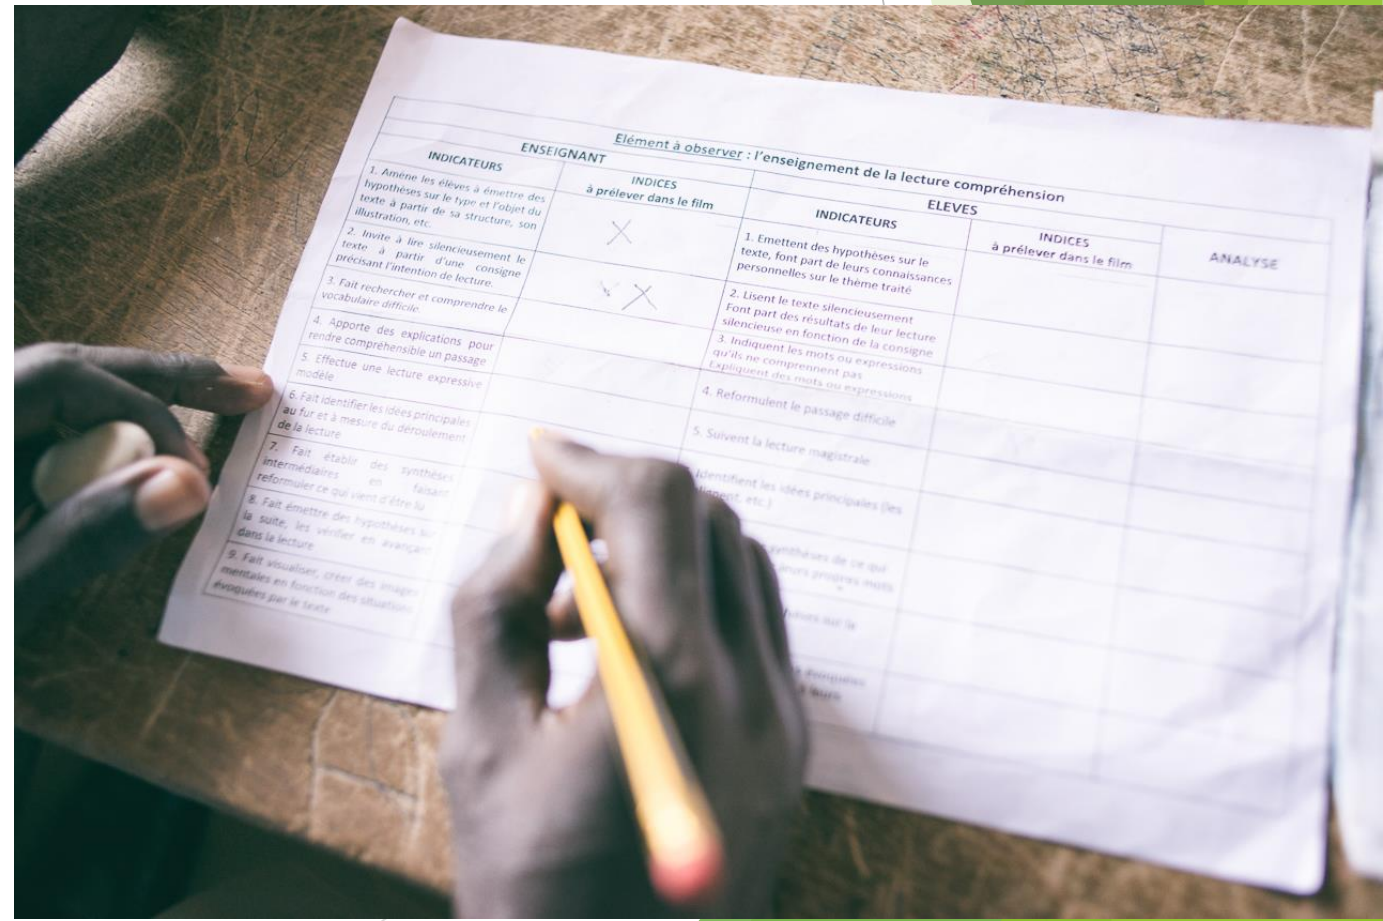 Elément à observer : l'enseignement de la lecture compréhension
ENSEIGNANT
INDICATEURS
INDICES
à prélever dans le film
1. Amène les élèves à émettre des
hypothèses sur le type et l'objet du
texte à partir de sa structure, son
illustration, etc.
2. Invite à lire silencieusement le
texte à partir d'une consigne
précisant l'intention de lecture.
3. Fait rechercher et comprendre le
vocabulaire difficile.
4. Apporte des explications pour
rendre compréhensible un passage
5. Effectue une lecture expressive
modèle
6. Fait identifier les idées principales
au fur et à mesure du déroulement
de la lecture
7. Fait établir des synthèses
intermédiaires en faisant
reformuler ce qui vient d'être lu
8. Fait émettre des hypothèses sur
la suite, les vérifier en avançant
dans la lecture
9. Fait visualiser, créer des images
mentales en fonction des situations
évoquées par le texte
ELEVES
INDICATEURS
INDICES
à prélever dans le film
ANALYSE
1. Emettent des hypothèses sur le
texte, font part de leurs connaissances
personnelles sur le thème traité
2. Lisent le texte silencieusement
Font part des résultats de leur lecture
silencieuse en fonction de la consigne
3. Indiquent les mots ou expressions
qu'ils ne comprennent pas
Expliquent des mots ou expressions
4. Reformulent le passage difficile
5. Suivent la lecture magistrale
Identifient les idées principales (les
etc.)
synthèses de ce qui
leurs propres mots
sur la